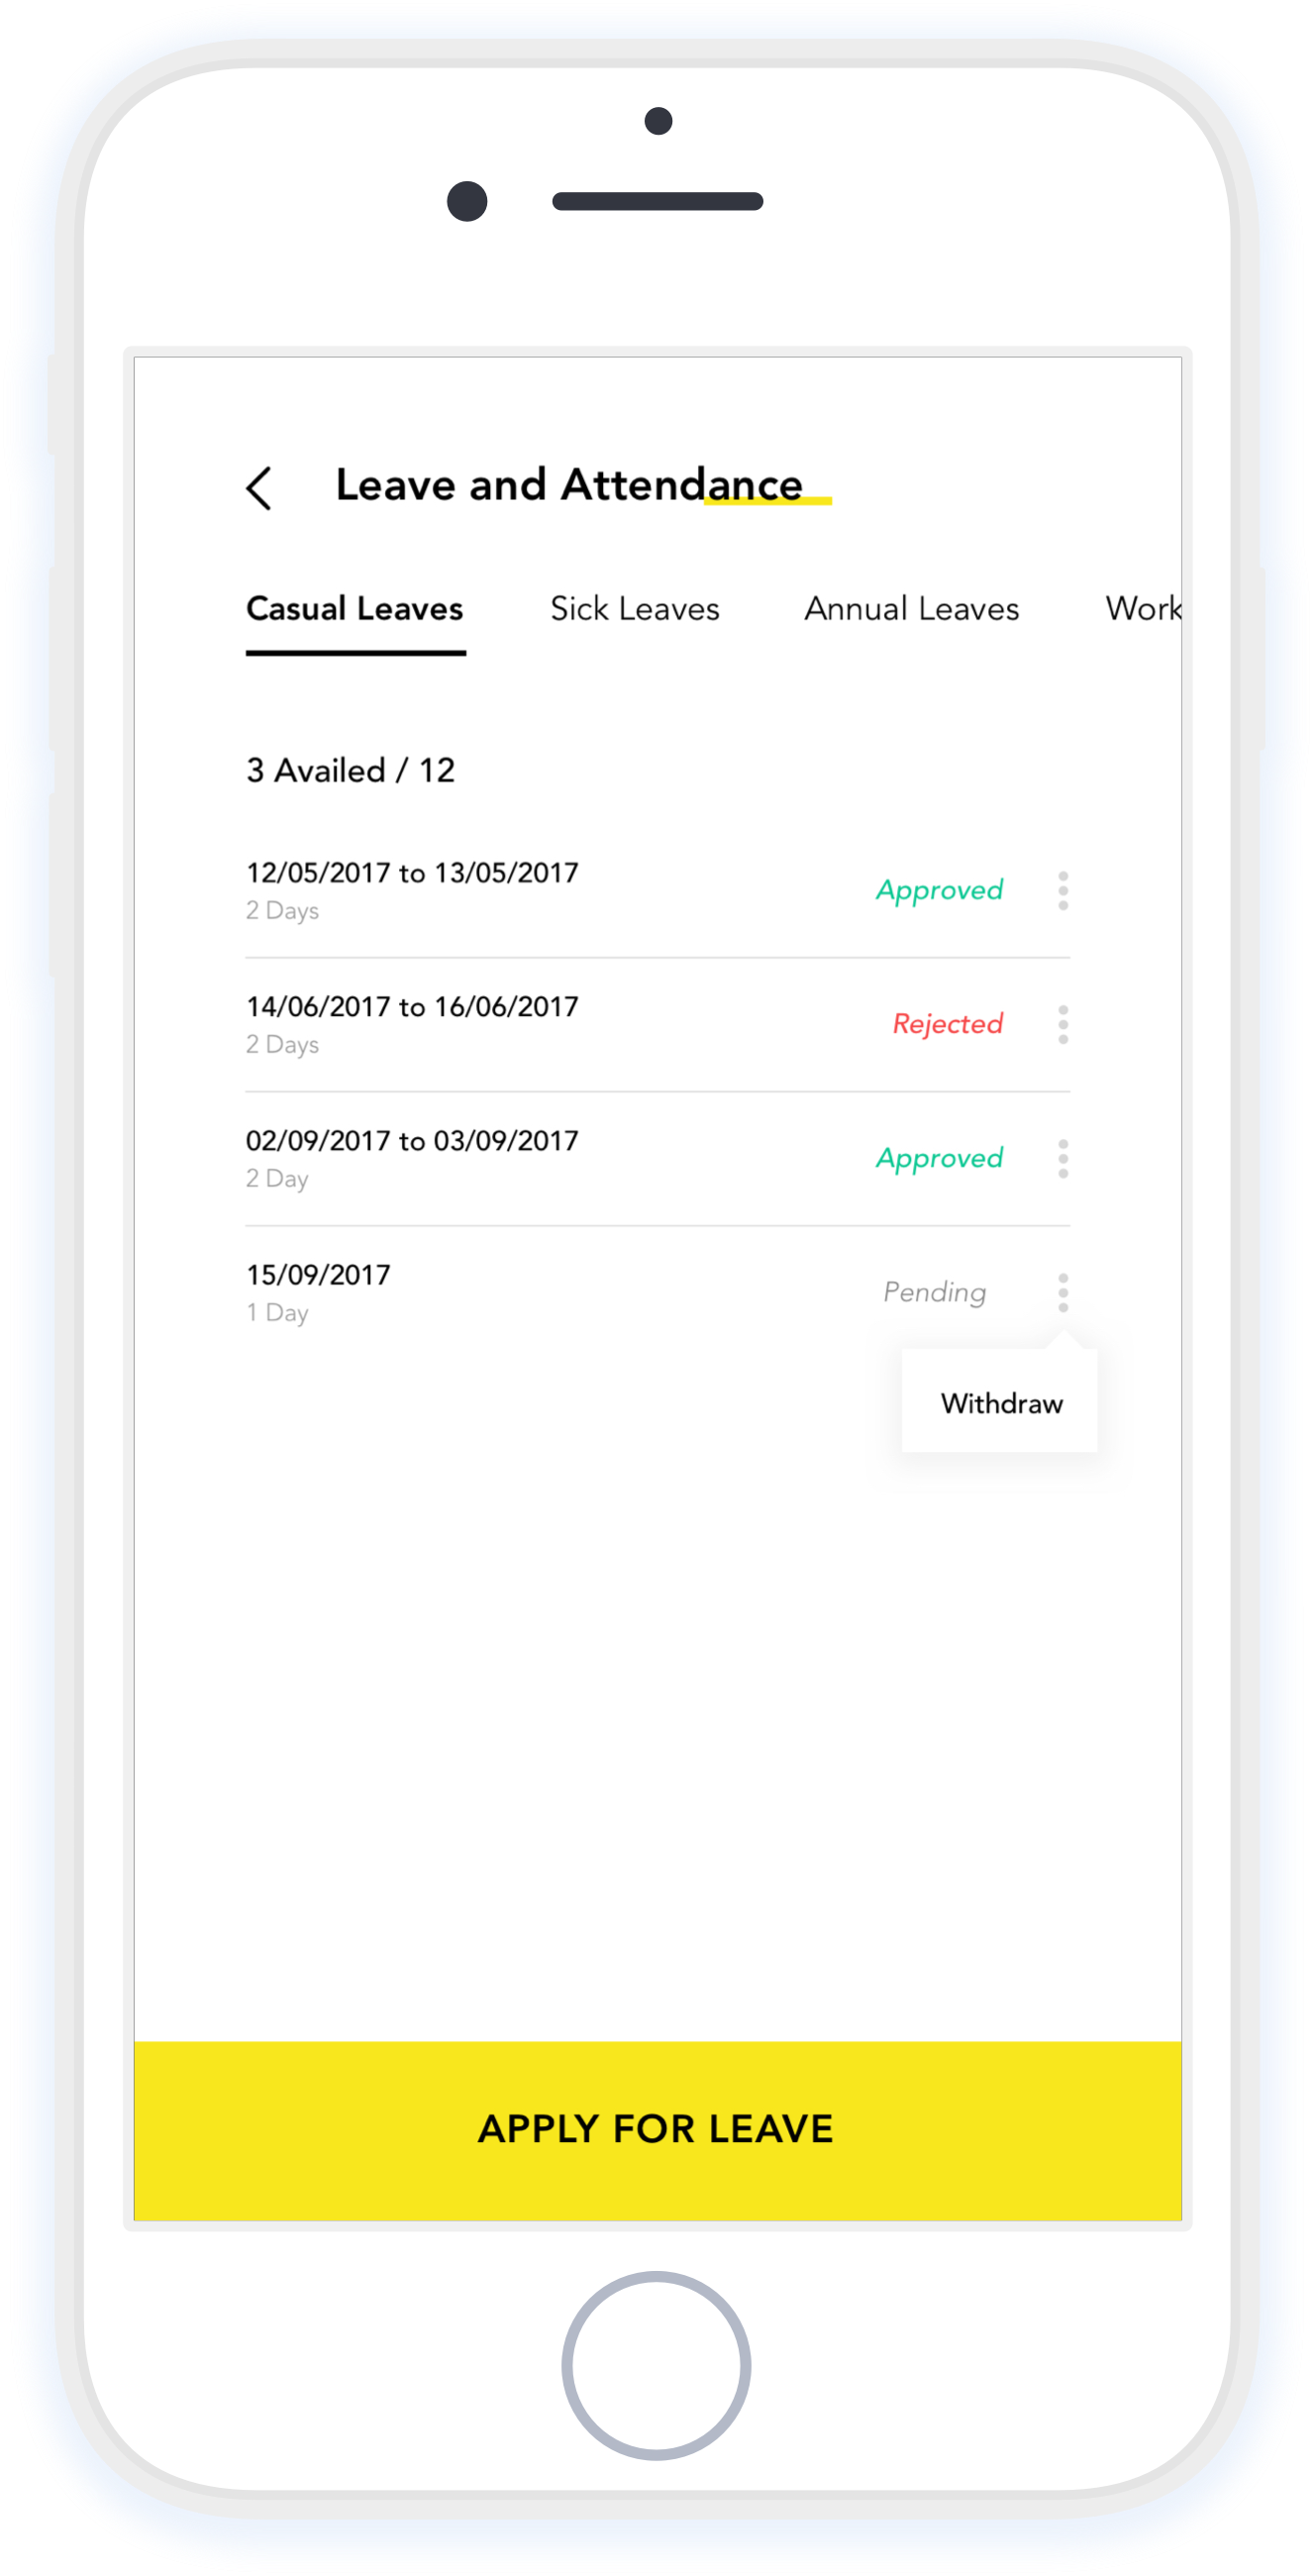 Leave and Attendance
Casual Leaves Sick Leaves Annual Leaves Work
3 Availed / 12
12/05/2017 to 13/05/2017
Approved
2 Days
14/06/2017 to 16/06/2017
Rejected
2 Days
02/09/2017 to 03/09/2017
Approved
2 Day
15/09/2017
Pending
1 Day
Withdraw
APPLY FOR LEAVE